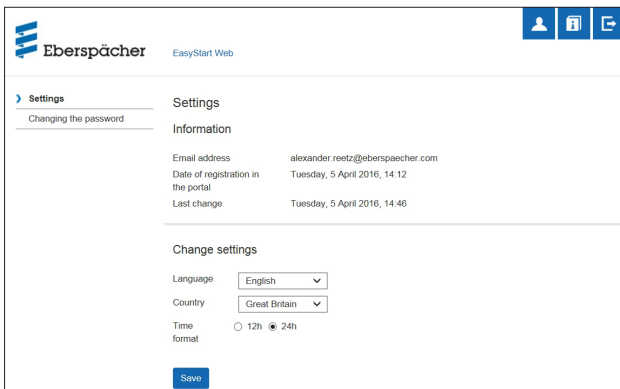 Eberspächer
EasyStart Web
Settings
Changing the password
Settings
Information
Email address alexander.reetz@eberspaecher.com
Date of registration in Tuesday, 5 April 2016, 14:12
the portal
Last change Tuesday, 5 April 2016, 14:46
Change settings
Language English
Country Great Britain
Time 12h 24h
format
Save